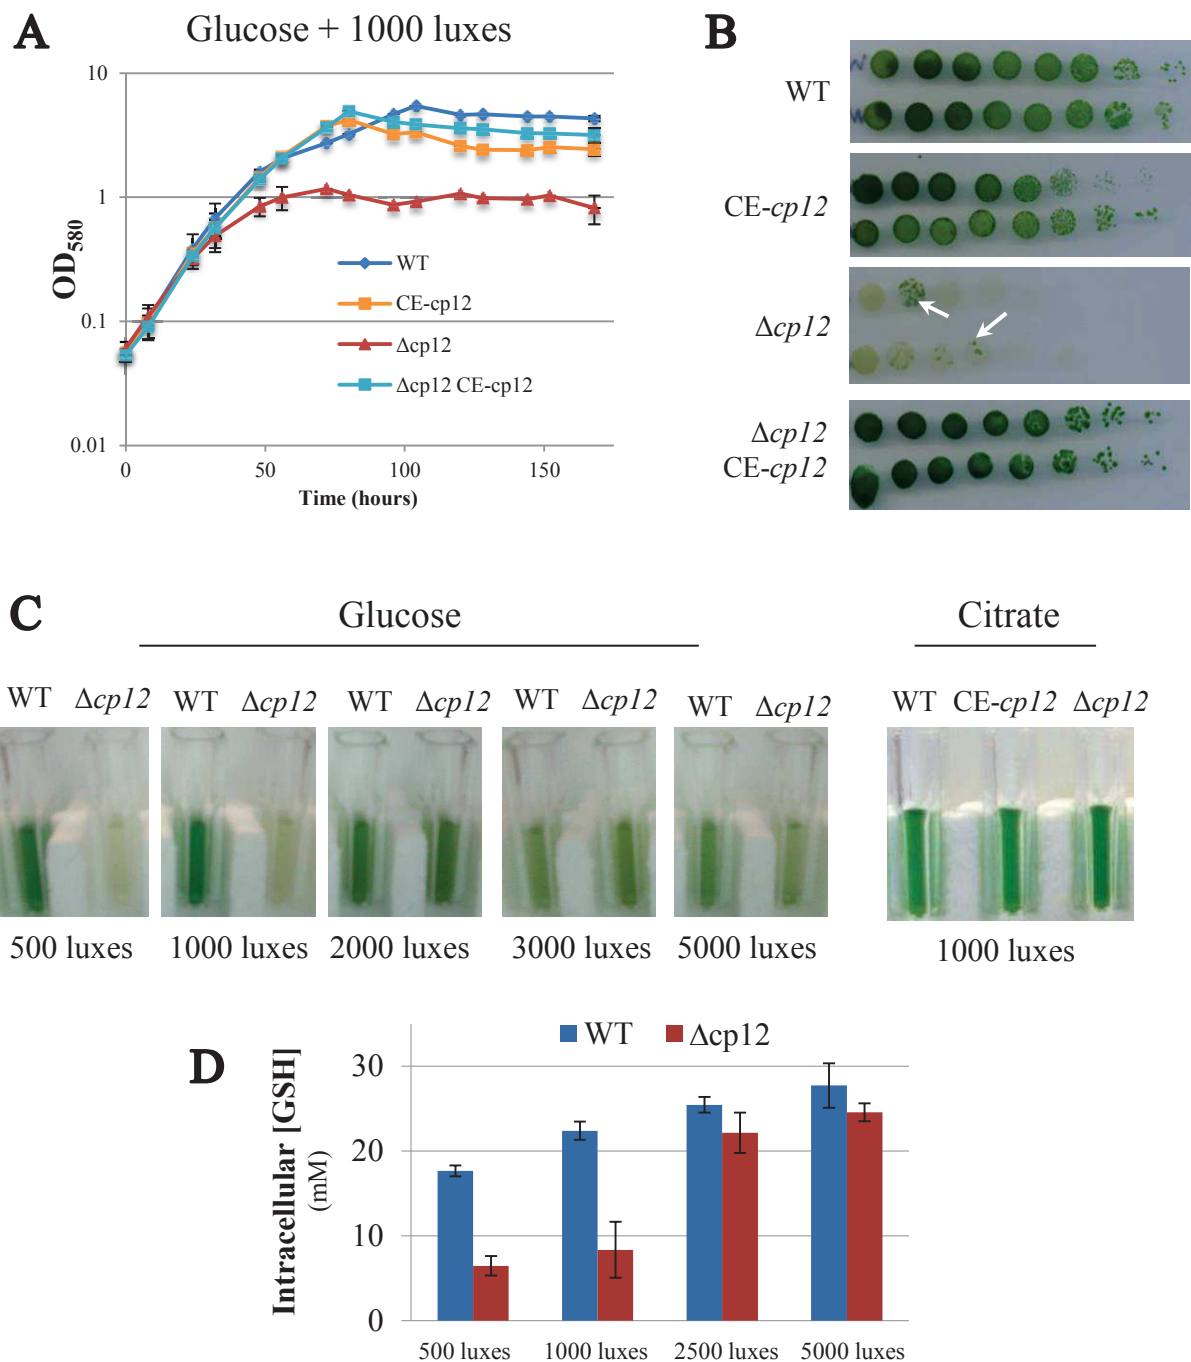 A
Glucose + 1000 luxes
10
1
0.1
0.01
OD580
0
50
100
150
Time (hours)
WT
CE-cp12
Δcp12
Δcp12 CE-cp12
B
WT
CE-cp12
Δcp12
Δcp12
CE-cp12
C
Glucose
Citrate
WT Δcp12
WT Δcp12
WT Δcp12
WT Δcp12
WT Δcp12
WT CE-cp12 Δcp12
500 luxes
1000 luxes
2000 luxes
3000 luxes
5000 luxes
1000 luxes
D
WT
Δcp12
Intracellular [GSH]
(mM)
30
20
10
0
500 luxes
1000 luxes
2500 luxes
5000 luxes